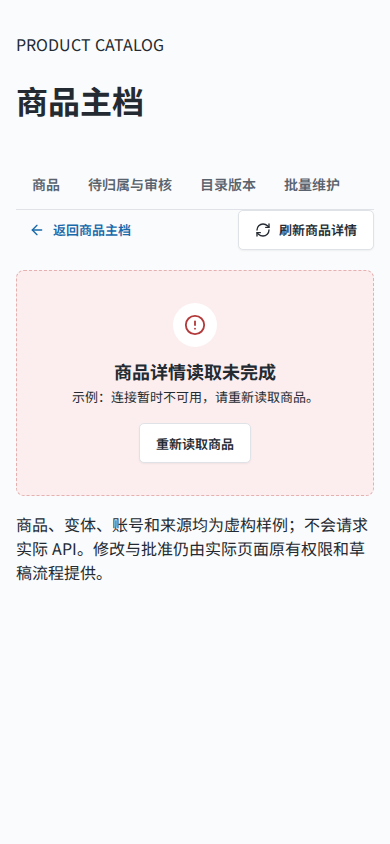 PRODUCT CATALOG
商品主档
商品 待归属与审核 目录版本 批量维护
返回商品主档 刷新商品详情
商品详情读取未完成
示例：连接暂时不可用，请重新读取商品。
重新读取商品
商品、变体、账号和来源均为虚构样例；不会请求
实际 API。修改与批准仍由实际页面原有权限和草
稿流程提供。